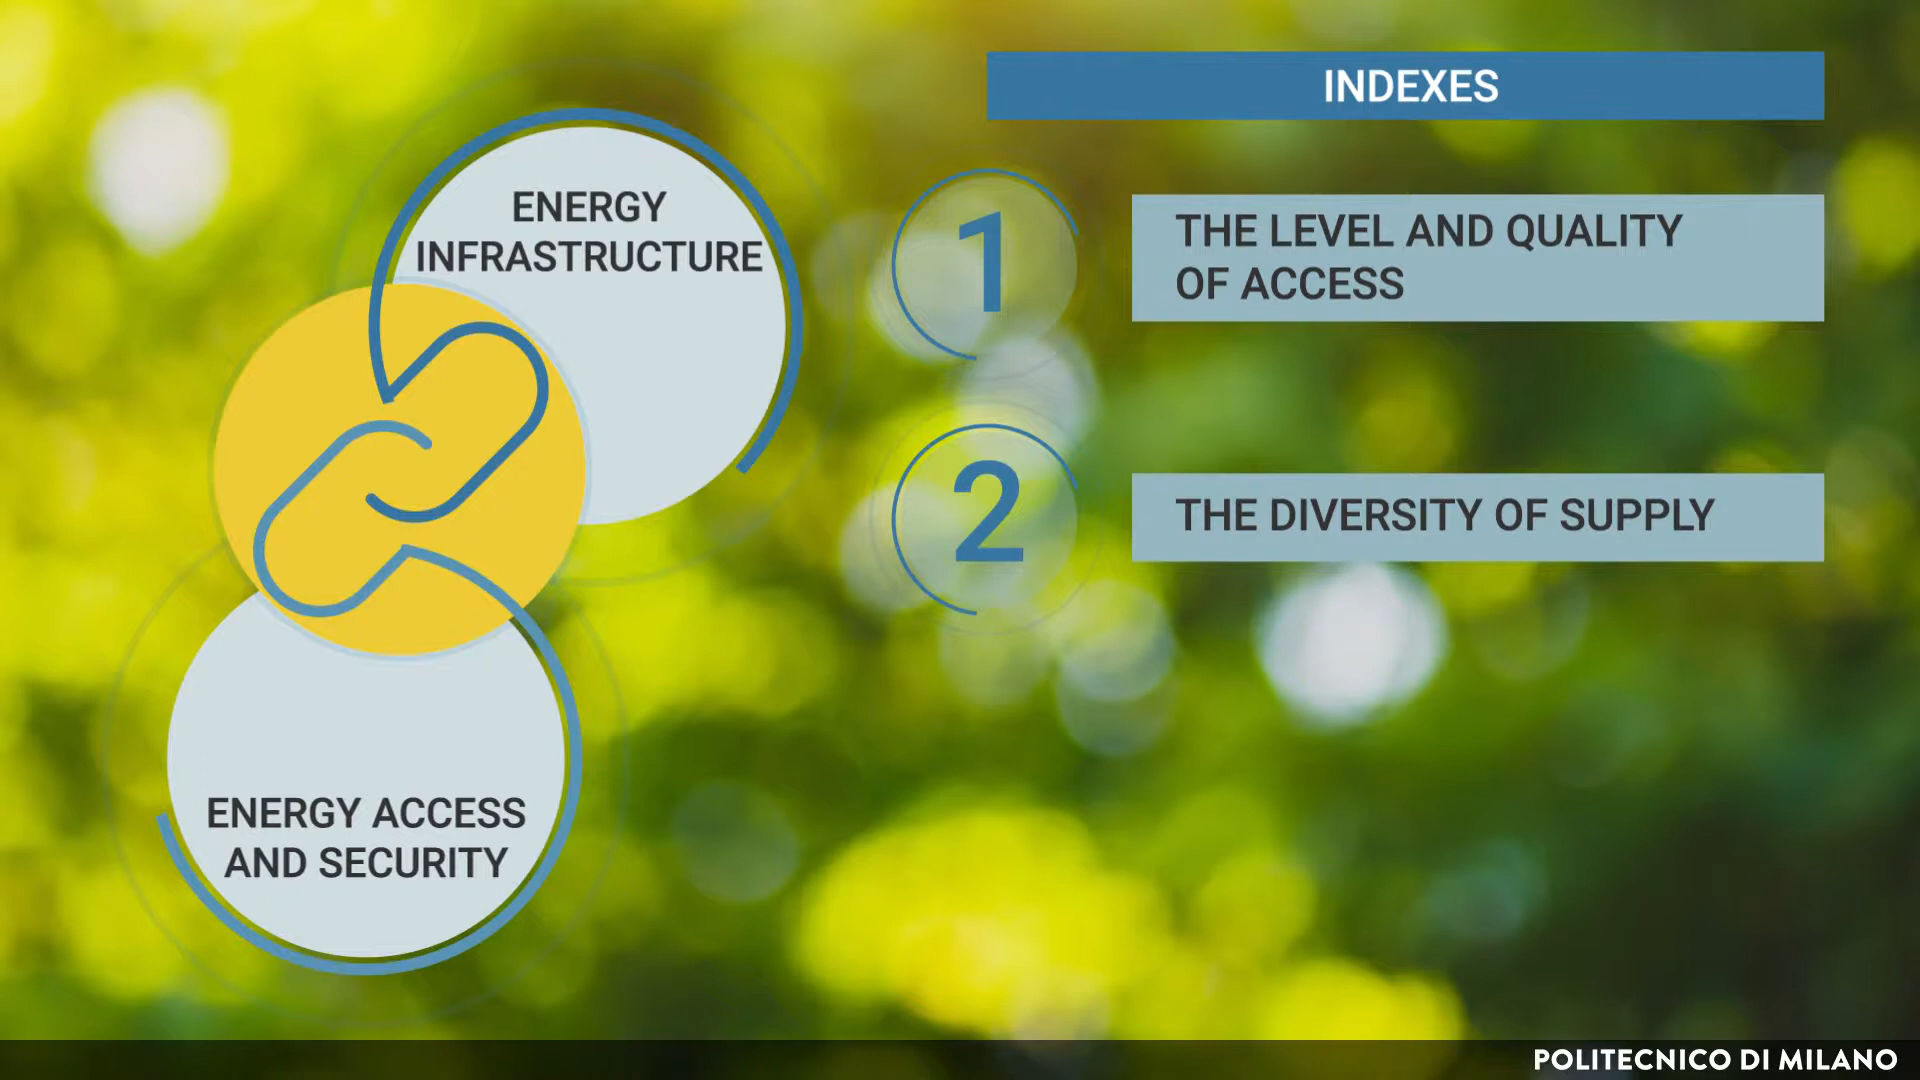 ENERGY
INFRASTRUCTURE
ENERGY ACCESS
AND SECURITY
INDEXES
1
THE LEVEL AND QUALITY
OF ACCESS
2
THE DIVERSITY OF SUPPLY
POLITECNICO DI MILANO